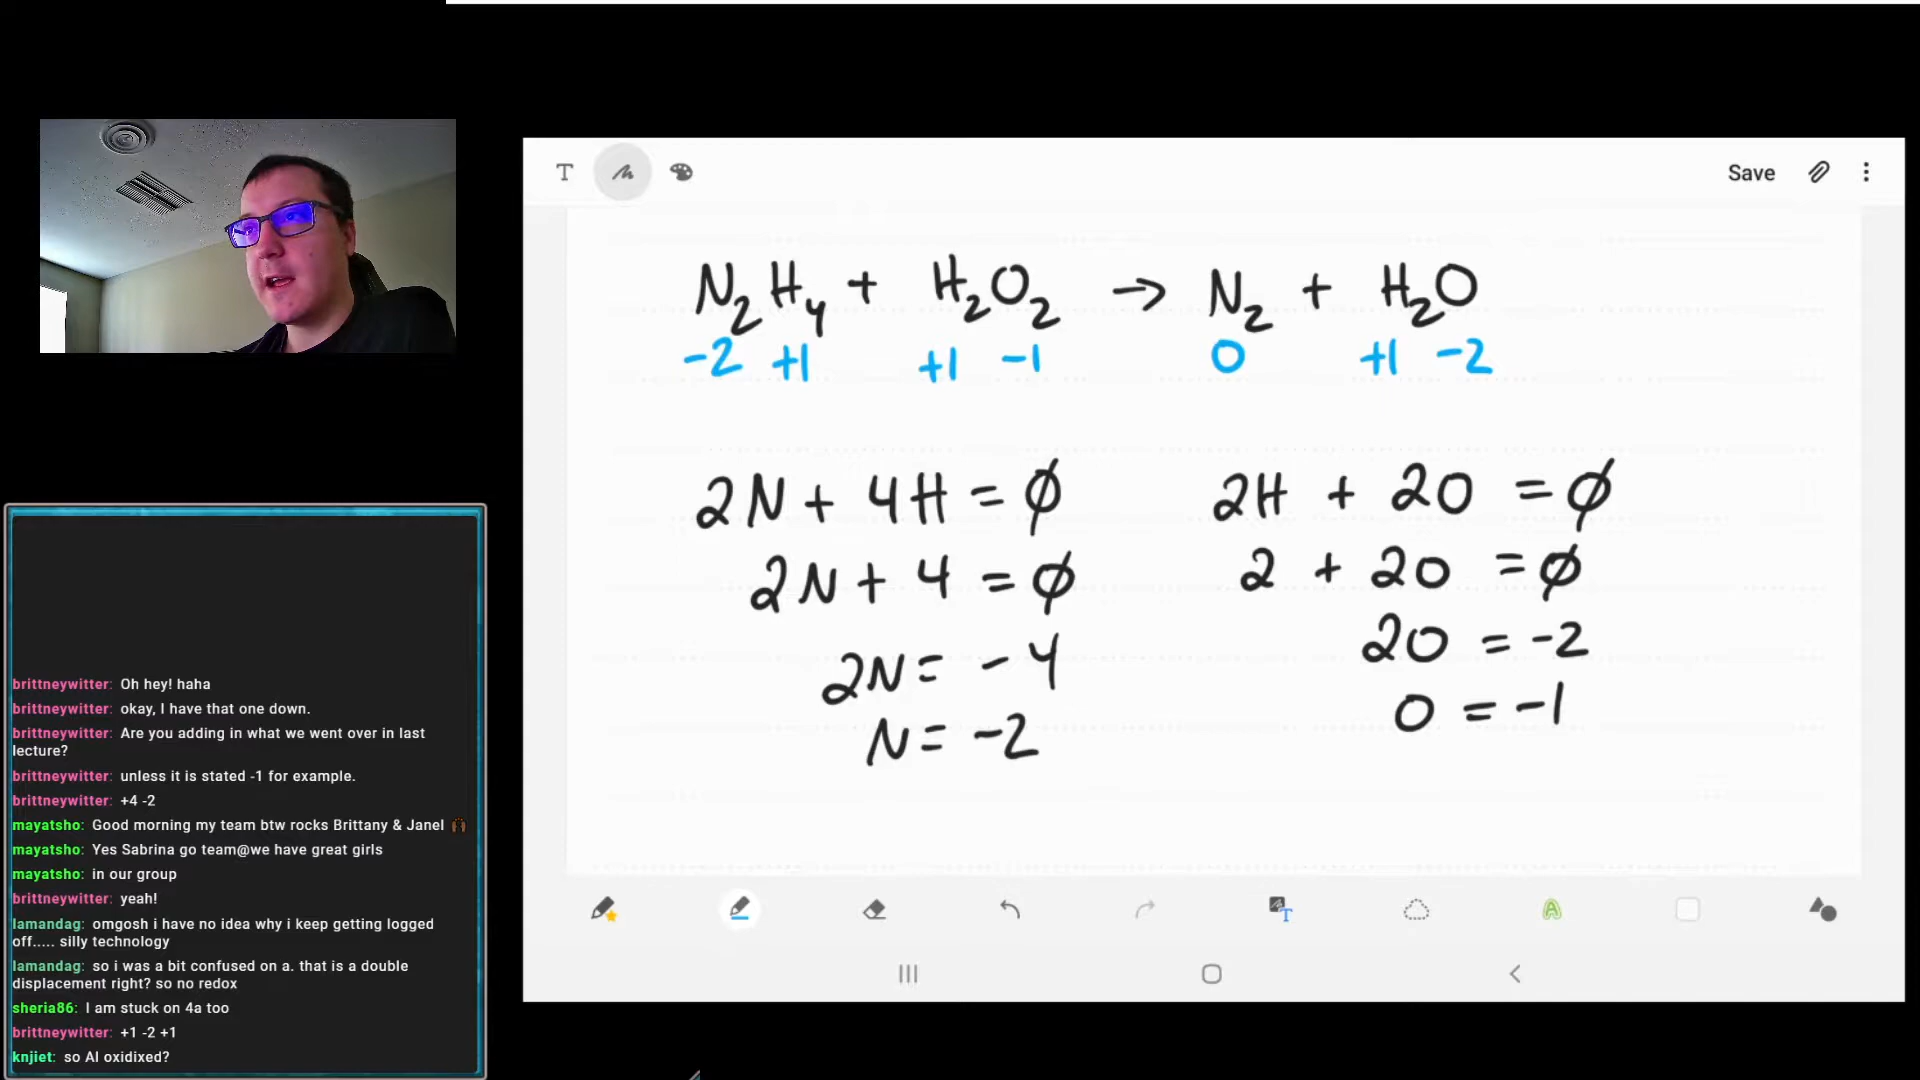 T
Save
N₂H₄ + H₂O₂ → N₂ + H₂O
-2 +1 +1 -1 0 +1 -2
2N + 4H = ∅
2N + 4 = ∅
2N = -4
N = -2
2H + 2O = ∅
2 + 2O = ∅
2O = -2
O = -1
brittneywitter: Oh hey! haha
brittneywitter: okay, I have that one down.
brittneywitter: Are you adding in what we went over in last
lecture?
brittneywitter: unless it is stated -1 for example.
brittneywitter: +4 -2
mayatsho: Good morning my team btw rocks Brittany & Janel
mayatsho: Yes Sabrina go team@we have great girls
mayatsho: in our group
brittneywitter: yeah!
lamandag: omgosh i have no idea why i keep getting logged
off..... silly technology
lamandag: so i was a bit confused on a. that is a double
displacement right? so no redox
sheria86: I am stuck on 4a too
brittneywitter: +1 -2 +1
knjiet: so Al oxidixed?